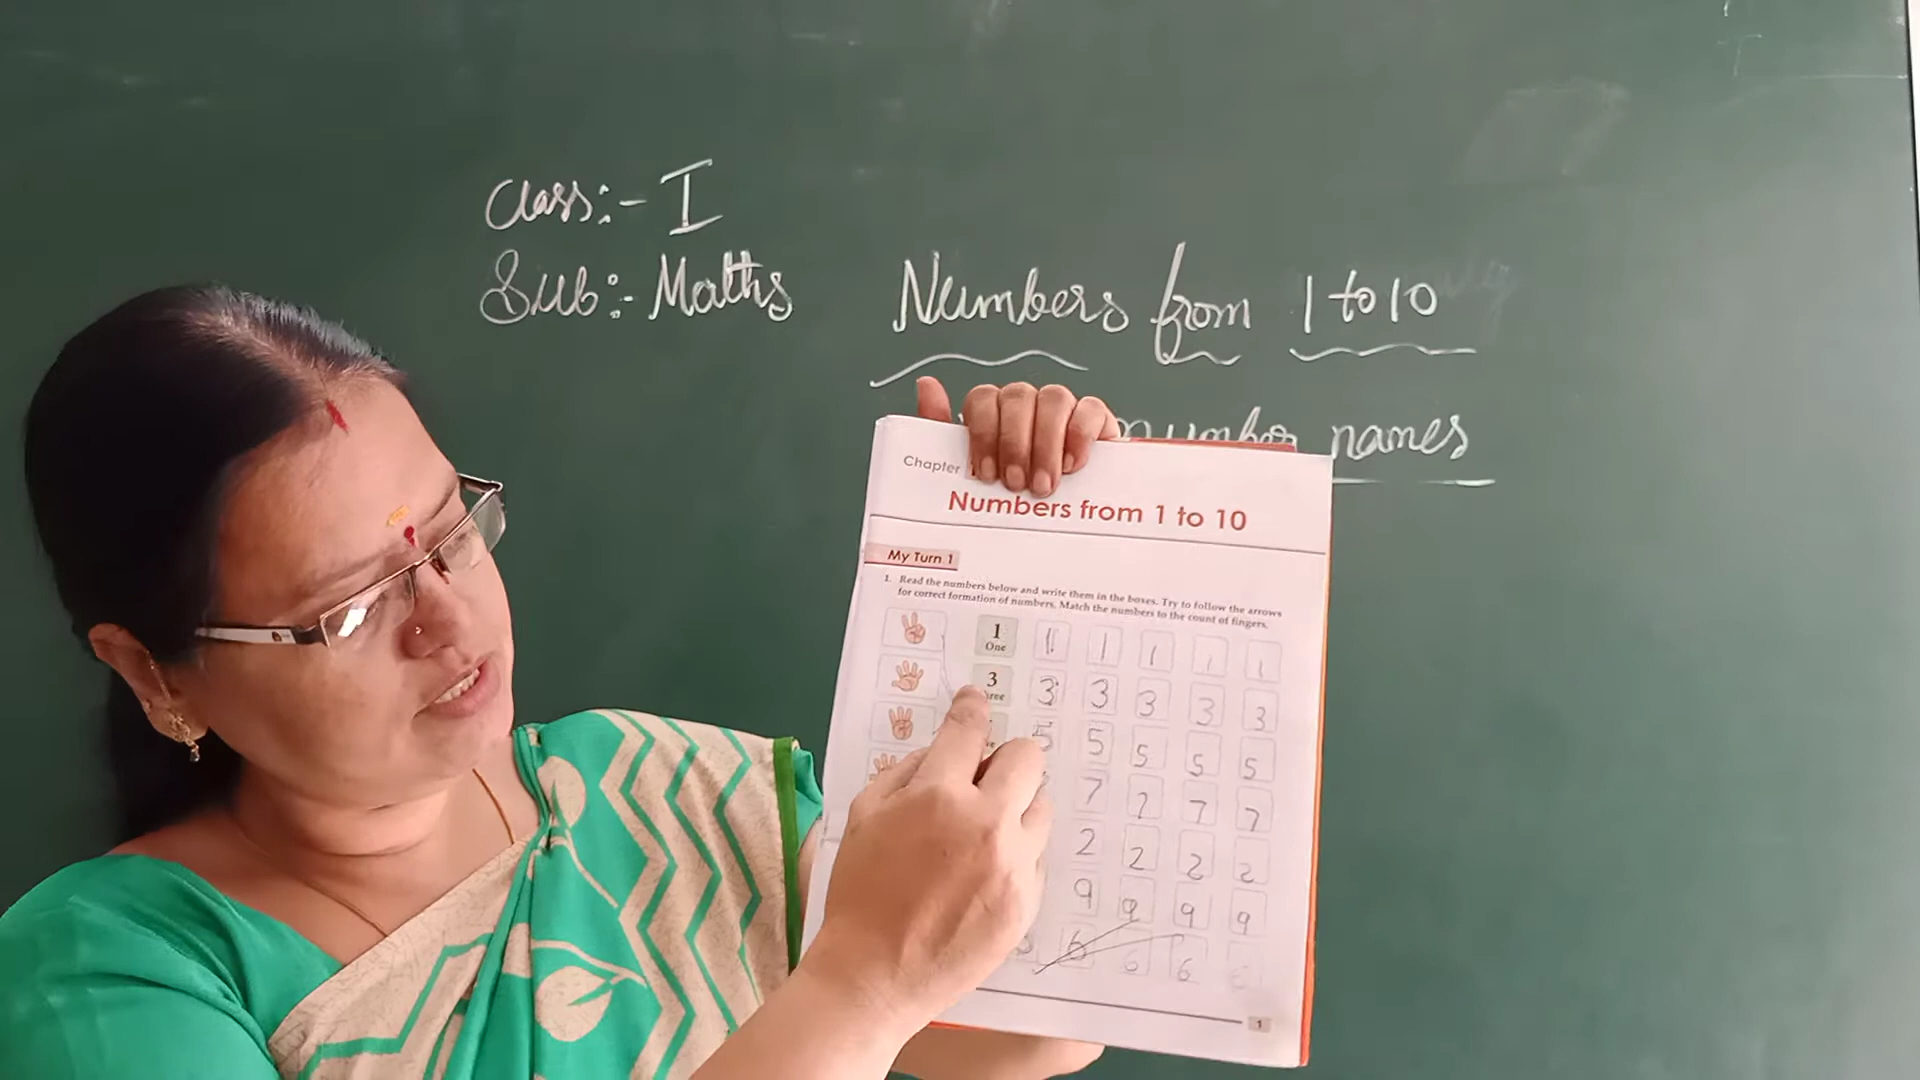 Class:- I
Sub:- Maths
Numbers from 1 to 10
number names
Chapter
Numbers from 1 to 10
My Turn 1
1. Read the numbers below and write them in the boxes. Try to follow the arrows
for correct formation of numbers. Match the numbers to the count of fingers.
1 1 1 1 1 1
One
3 3 3 3 3 3
5 5 5 5 5
7 7 7 7
2 2 2 2
9 9 9 9
6 6 6
1